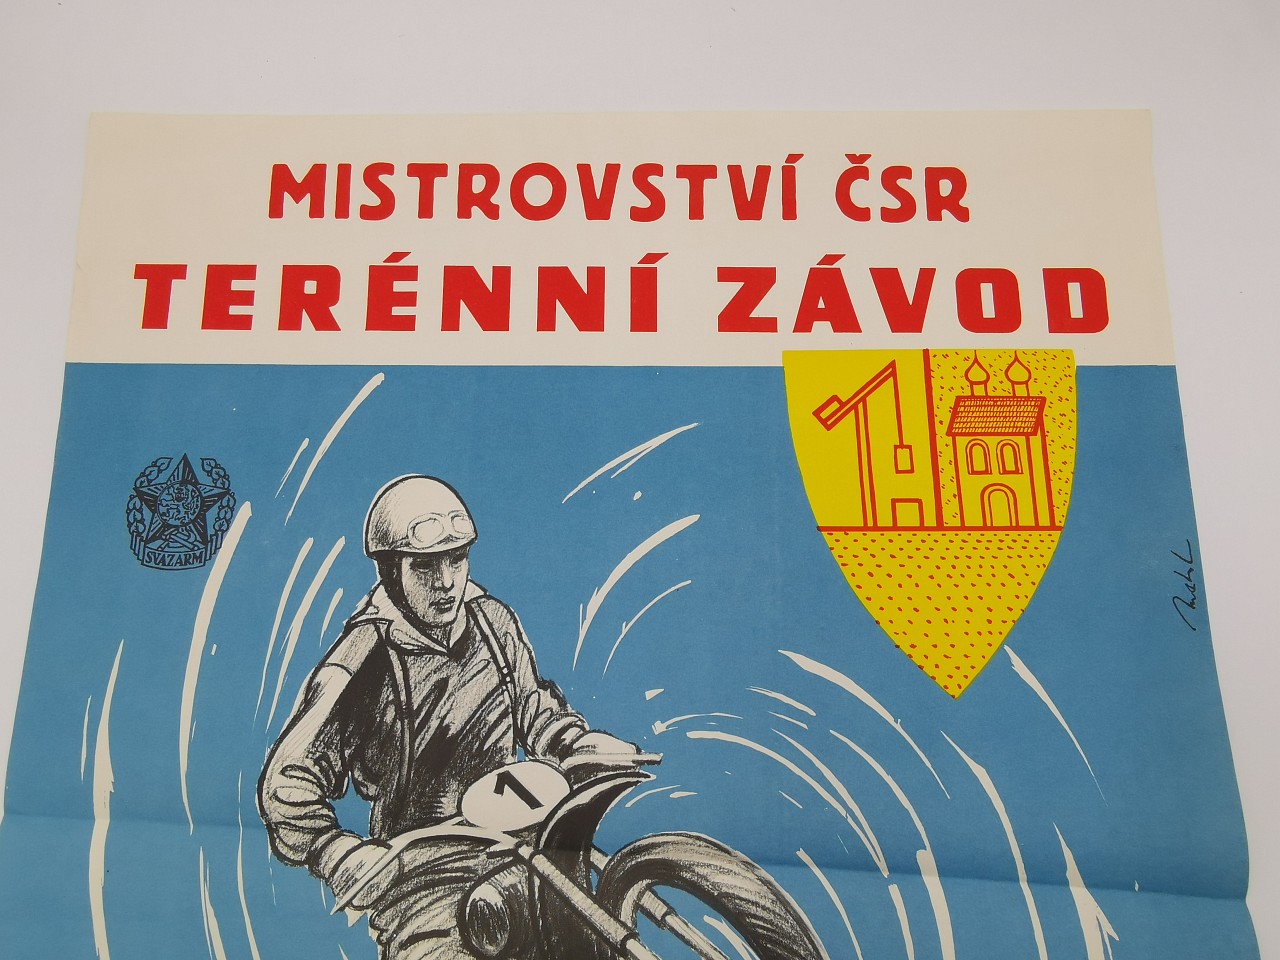 MISTROVSTVÍ ČSR
TERÉNNÍ ZÁVOD
SVAZARM
1